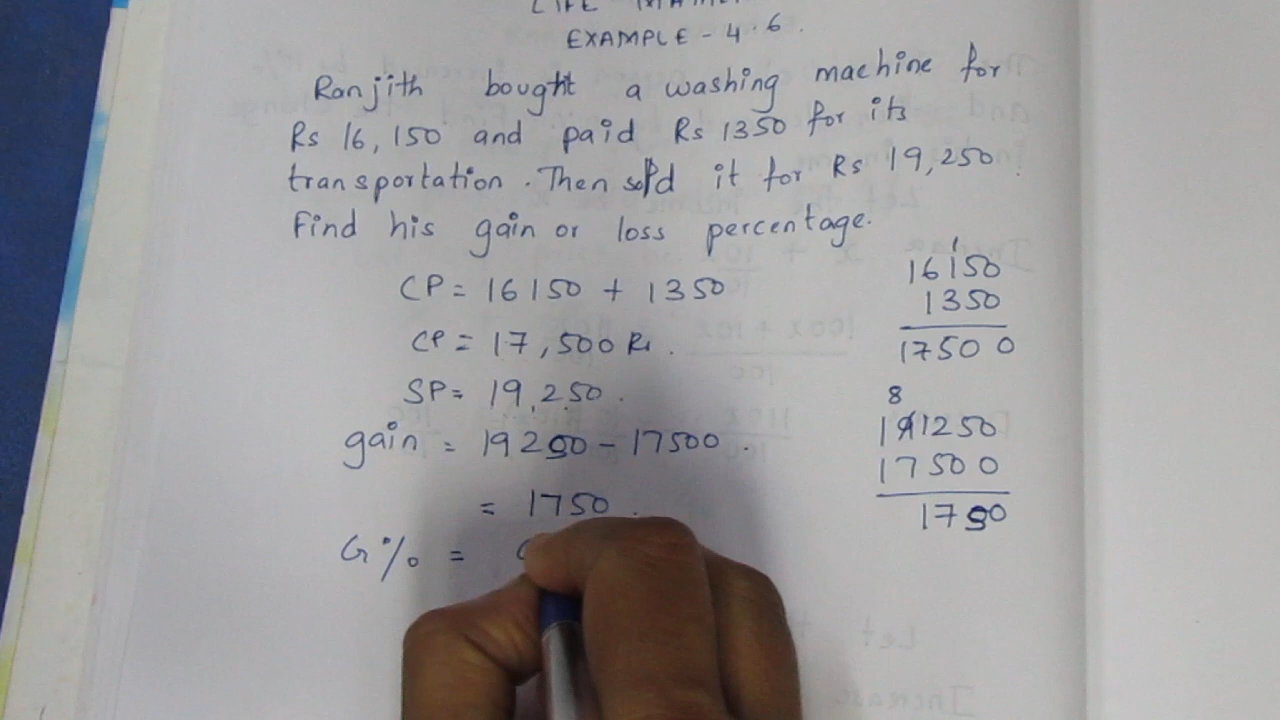 EXAMPLE - 4.6.
Ranjith bought a washing machine for
Rs 16,150 and paid Rs 1350 for its
transportation. Then sold it for Rs 19,250.
Find his gain or loss percentage.
CP = 16150 + 1350
CP = 17,500 Rs.
SP = 19,250.
gain = 19250 - 17500.
= 1750.
G% =
1
16150
1350
17500
8
191250
17500
1750